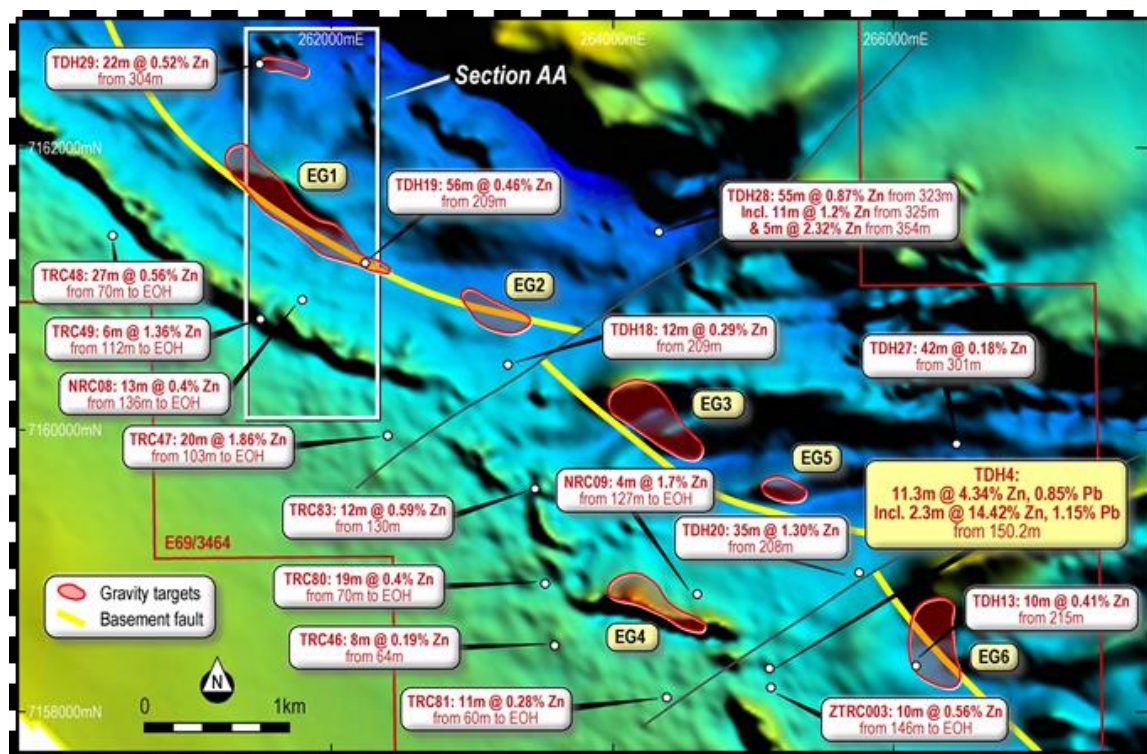 262000mE
264000mE
266000mE
TDH29: 22m @ 0.52% Zn
from 304m
Section AA
7162000mN
EG1
TDH19: 56m @ 0.46% Zn
from 209m
TDH28: 55m @ 0.87% Zn from 323m
Incl. 11m @ 1.2% Zn from 325m
& 5m @ 2.32% Zn from 354m
TRC48: 27m @ 0.56% Zn
from 70m to EOH
EG2
TRC49: 6m @ 1.36% Zn
from 112m to EOH
TDH18: 12m @ 0.29% Zn
from 209m
TDH27: 42m @ 0.18% Zn
from 301m
NRC08: 13m @ 0.4% Zn
from 136m to EOH
EG3
7160000mN
TRC47: 20m @ 1.86% Zn
from 103m to EOH
EG5
NRC09: 4m @ 1.7% Zn
from 127m to EOH
TDH4:
11.3m @ 4.34% Zn, 0.85% Pb
Incl. 2.3m @ 14.42% Zn, 1.15% Pb
from 150.2m
TRC83: 12m @ 0.59% Zn
from 130m
TDH20: 35m @ 1.30% Zn
from 208m
E69/3464
TRC80: 19m @ 0.4% Zn
from 70m to EOH
Gravity targets
Basement fault
TDH13: 10m @ 0.41% Zn
from 215m
EG4
TRC46: 8m @ 0.19% Zn
from 64m
EG6
N
TRC81: 11m @ 0.28% Zn
from 60m to EOH
ZTRC003: 10m @ 0.56% Zn
from 146m to EOH
0
1km
7158000mN